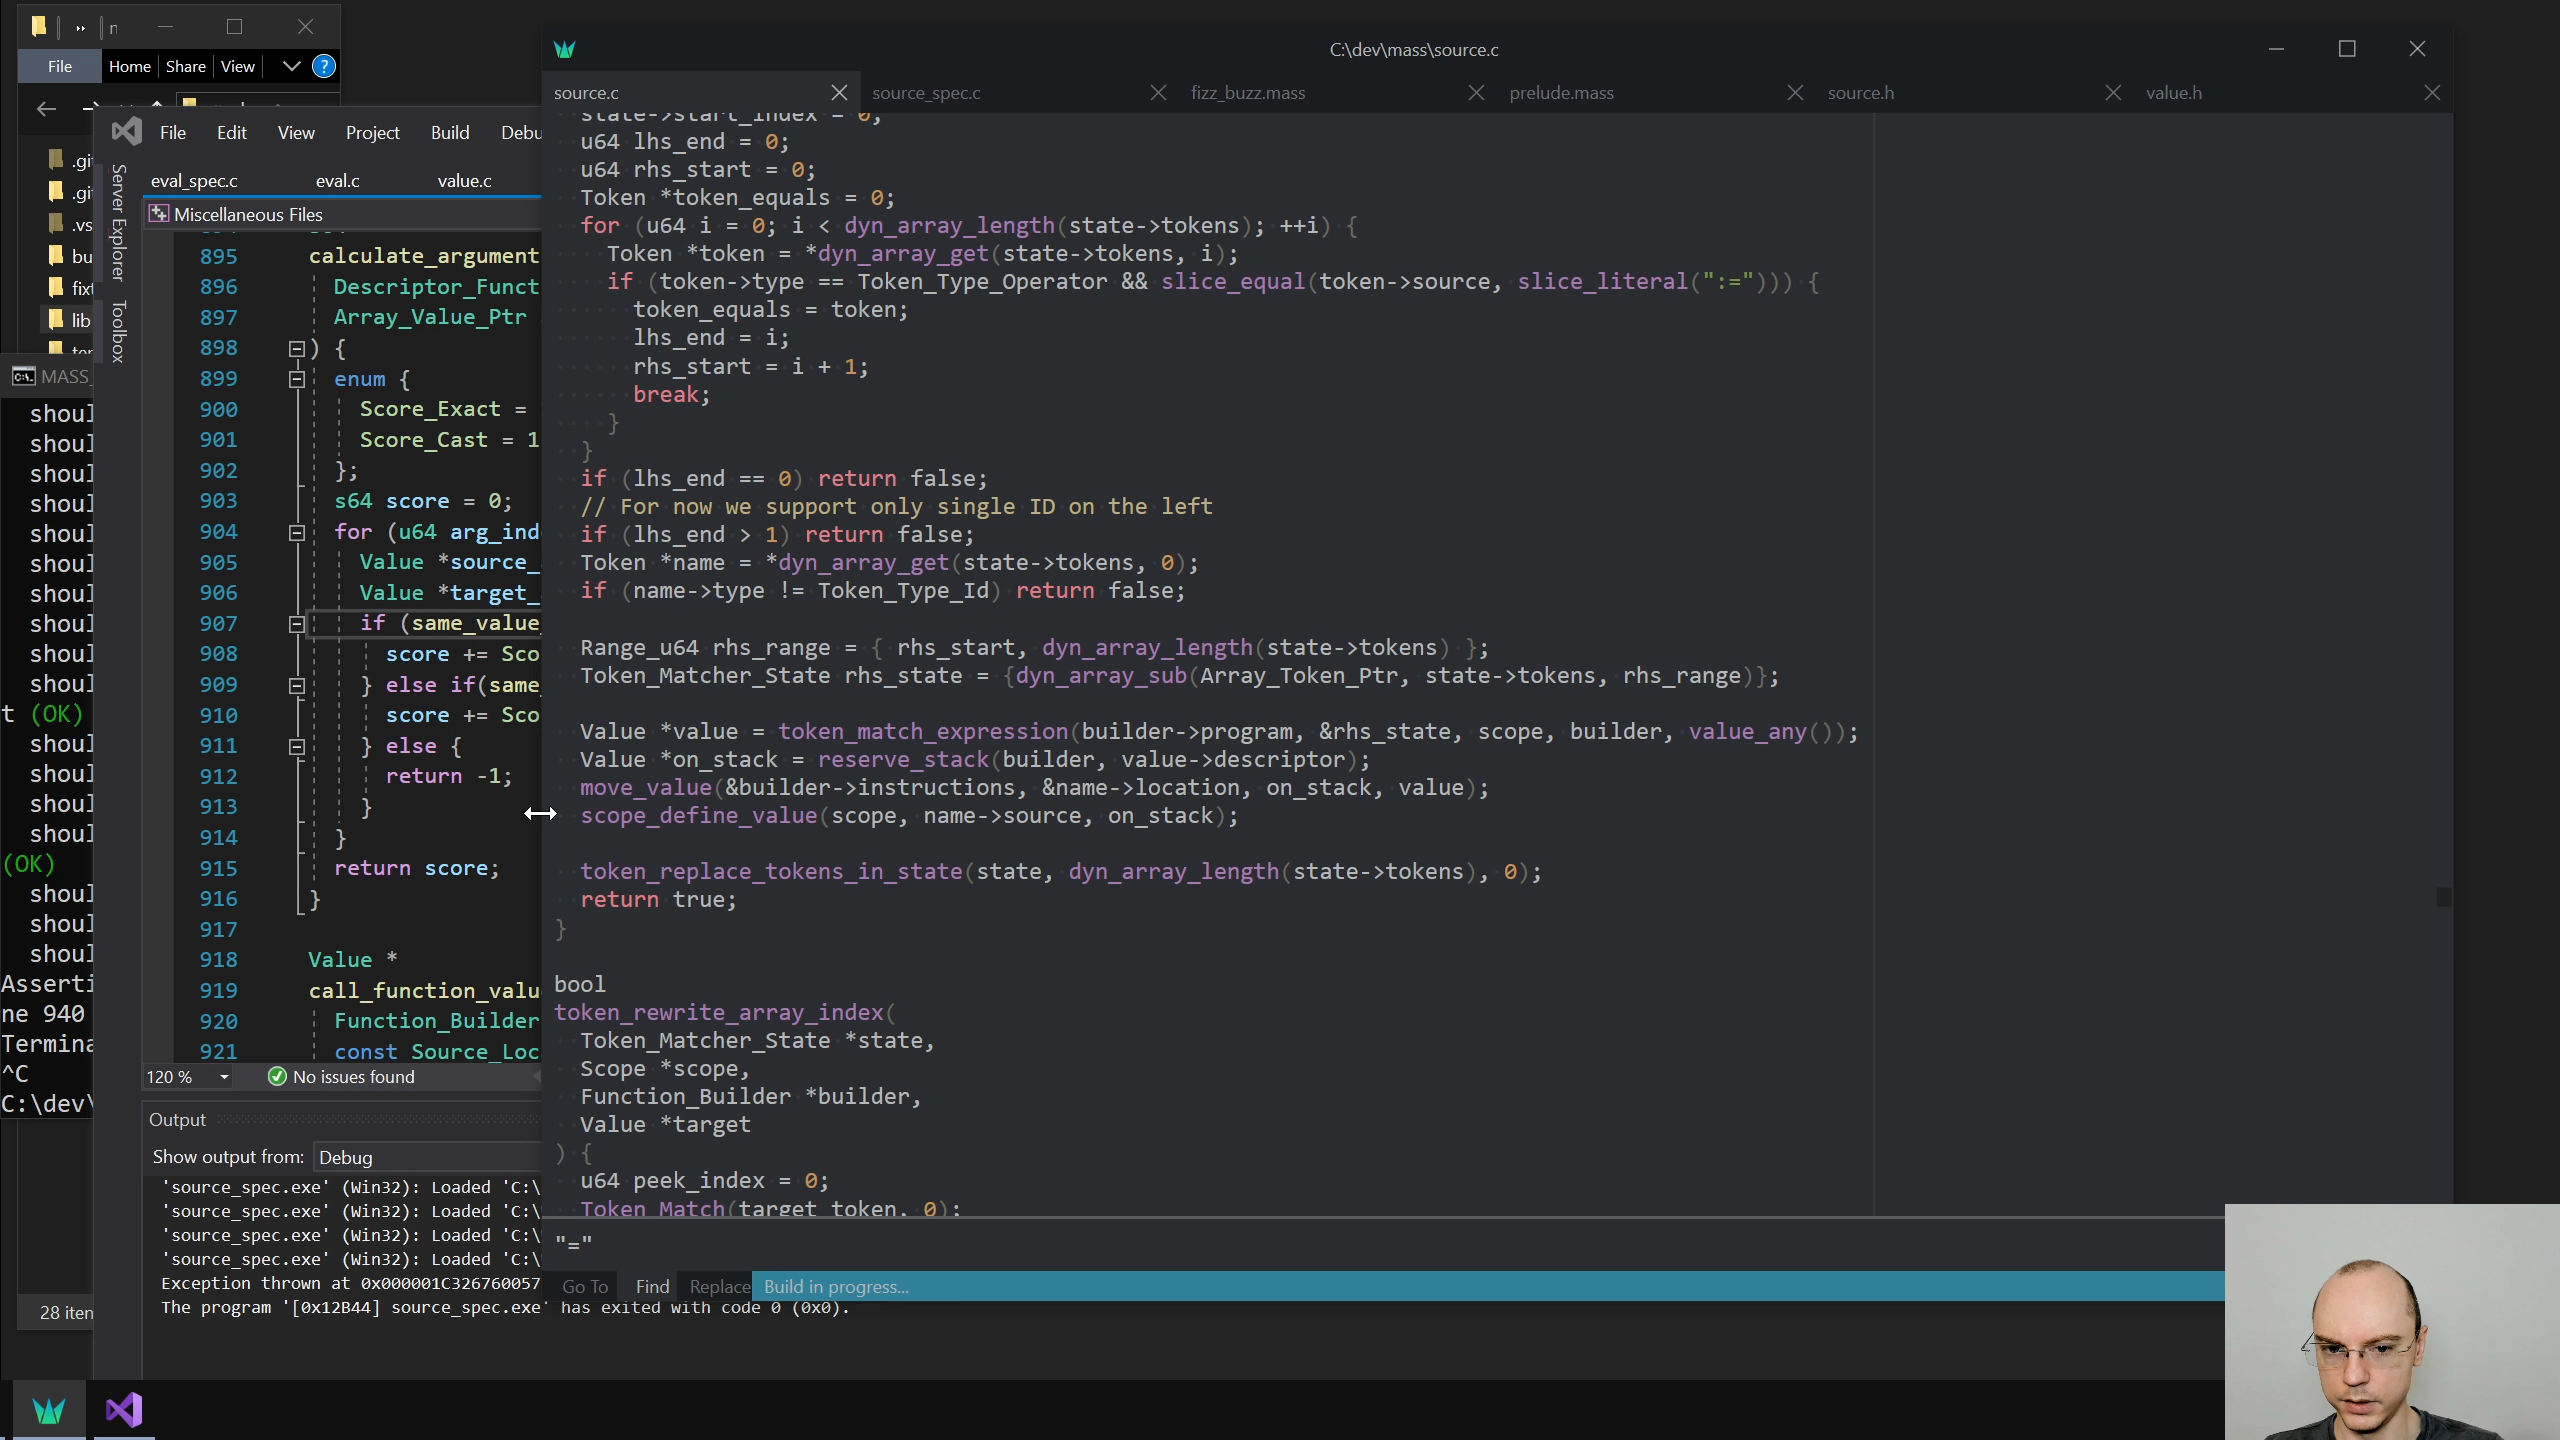 n
File
Home
Share
View
?
.gi
.gi
.vs
bu
fix
lib
28 iten
MASS_
shoul
shoul
shoul
shoul
shoul
shoul
shoul
shoul
shoul
shoul
t (OK)
shoul
shoul
shoul
shoul
(OK)
shoul
shoul
shoul
Asserti
ne 940
Termina
^C
C:\dev\
File
Edit
View
Project
Build
Debu
Server Explorer
Toolbox
eval_spec.c
eval.c
value.c
Miscellaneous Files
895 calculate_argument
896 Descriptor_Funct
897 Array_Value_Ptr
898 ) {
899 enum {
900 Score_Exact =
901 Score_Cast = 1
902 };
903 s64 score = 0;
904 for (u64 arg_ind
905 Value *source_
906 Value *target_
907 if (same_value_
908 score += Sco
909 } else if(same_
910 score += Sco
911 } else {
912 return -1;
913 }
914 }
915 return score;
916 }
917
918 Value *
919 call_function_valu
920 Function_Builder
921 const Source_Loc
120 %
No issues found
Output
Show output from:
Debug
'source_spec.exe' (Win32): Loaded 'C:\
'source_spec.exe' (Win32): Loaded 'C:\
'source_spec.exe' (Win32): Loaded 'C:\
'source_spec.exe' (Win32): Loaded 'C:\
Exception thrown at 0x000001C326760057
The program '[0x12B44] source_spec.exe' has exited with code 0 (0x0).
C:\dev\mass\source.c
source.c
source_spec.c
fizz_buzz.mass
prelude.mass
source.h
value.h
state->start_index = 0;
u64 lhs_end = 0;
u64 rhs_start = 0;
Token *token_equals = 0;
for (u64 i = 0; i < dyn_array_length(state->tokens); ++i) {
Token *token = *dyn_array_get(state->tokens, i);
if (token->type == Token_Type_Operator && slice_equal(token->source, slice_literal(":="))) {
token_equals = token;
lhs_end = i;
rhs_start = i + 1;
break;
}
}
if (lhs_end == 0) return false;
// For now we support only single ID on the left
if (lhs_end > 1) return false;
Token *name = *dyn_array_get(state->tokens, 0);
if (name->type != Token_Type_Id) return false;
Range_u64 rhs_range = { rhs_start, dyn_array_length(state->tokens) };
Token_Matcher_State rhs_state = {dyn_array_sub(Array_Token_Ptr, state->tokens, rhs_range)};
Value *value = token_match_expression(builder->program, &rhs_state, scope, builder, value_any());
Value *on_stack = reserve_stack(builder, value->descriptor);
move_value(&builder->instructions, &name->location, on_stack, value);
scope_define_value(scope, name->source, on_stack);
token_replace_tokens_in_state(state, dyn_array_length(state->tokens), 0);
return true;
}
bool
token_rewrite_array_index(
Token_Matcher_State *state,
Scope *scope,
Function_Builder *builder,
Value *target
) {
u64 peek_index = 0;
Token_Match(target_token, 0);
"="
Go To
Find
Replace
Build in progress...